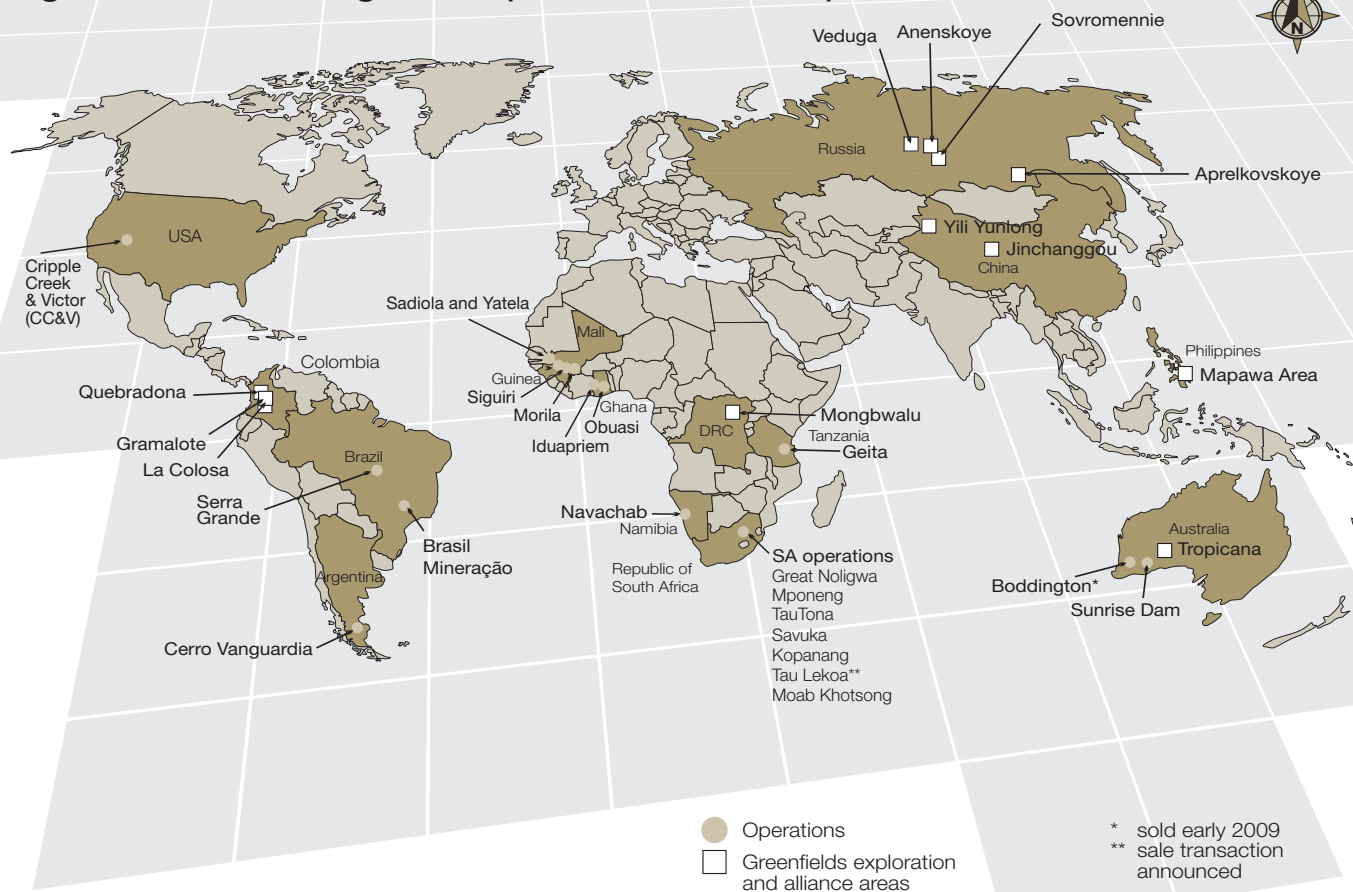 N
Sovromennie
Anenskoye
Veduga
Russia
Aprelkovskoye
USA
Yili Yunlong
Jinchanggou
China
Cripple
Creek
& Victor
(CC&V)
Sadiola and Yatela
Mali
Colombia
Philippines
Mapawa Area
Quebradona
Guinea
Siguiri
Morila
Ghana
Obuasi
Iduapriem
Mongbwalu
DRC
Tanzania
Geita
Gramalote
La Colosa
Brazil
Serra
Grande
Navachab
Namibia
Brasil
Mineração
Australia
Tropicana
Boddington*
Sunrise Dam
Republic of
South Africa
SA operations
Great Noligwa
Mponeng
TauTona
Savuka
Kopanang
Tau Lekoa**
Moab Khotsong
Argentina
Cerro Vanguardia
Operations
Greenfields exploration
and alliance areas
* sold early 2009
** sale transaction
announced